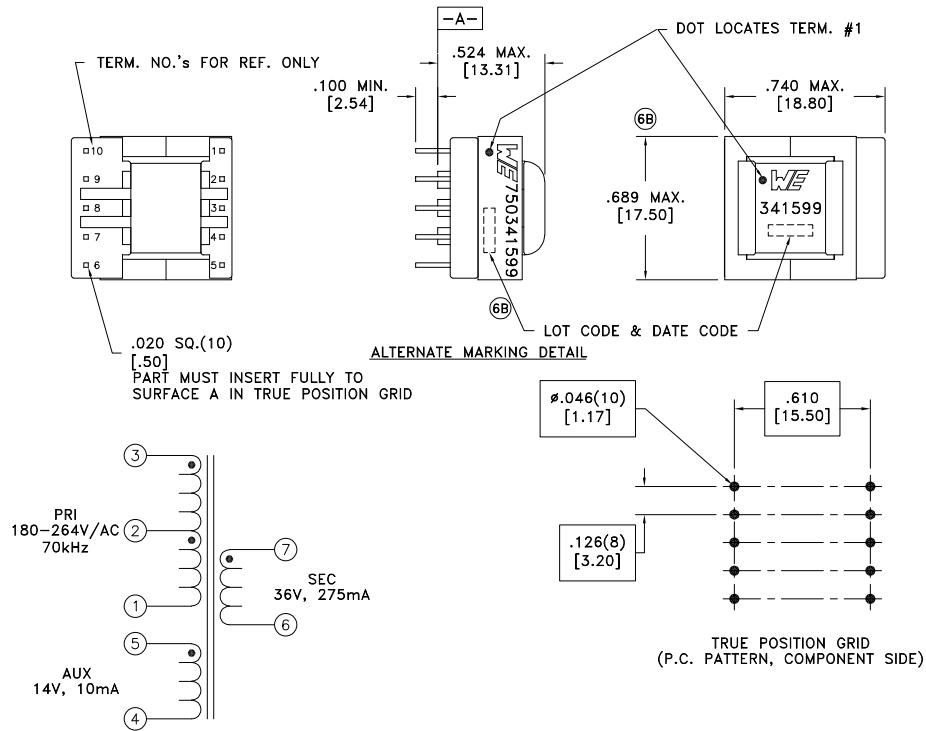 -A-
DOT LOCATES TERM. #1
TERM. NO.'s FOR REF. ONLY
.524 MAX.
[13.31]
.100 MIN.
[2.54]
.740 MAX.
[18.80]
6B
10
9
8
7
6
1
2
3
4
5
WE 750341599
.689 MAX.
[17.50]
WE
341599
6B
LOT CODE & DATE CODE
ALTERNATE MARKING DETAIL
.020 SQ.(10)
[.50]
PART MUST INSERT FULLY TO
SURFACE A IN TRUE POSITION GRID
ø.046(10)
[1.17]
.610
[15.50]
.126(8)
[3.20]
TRUE POSITION GRID
(P.C. PATTERN, COMPONENT SIDE)
3
PRI
180-264V/AC
70kHz
2
1
7
SEC
36V, 275mA
6
5
AUX
14V, 10mA
4